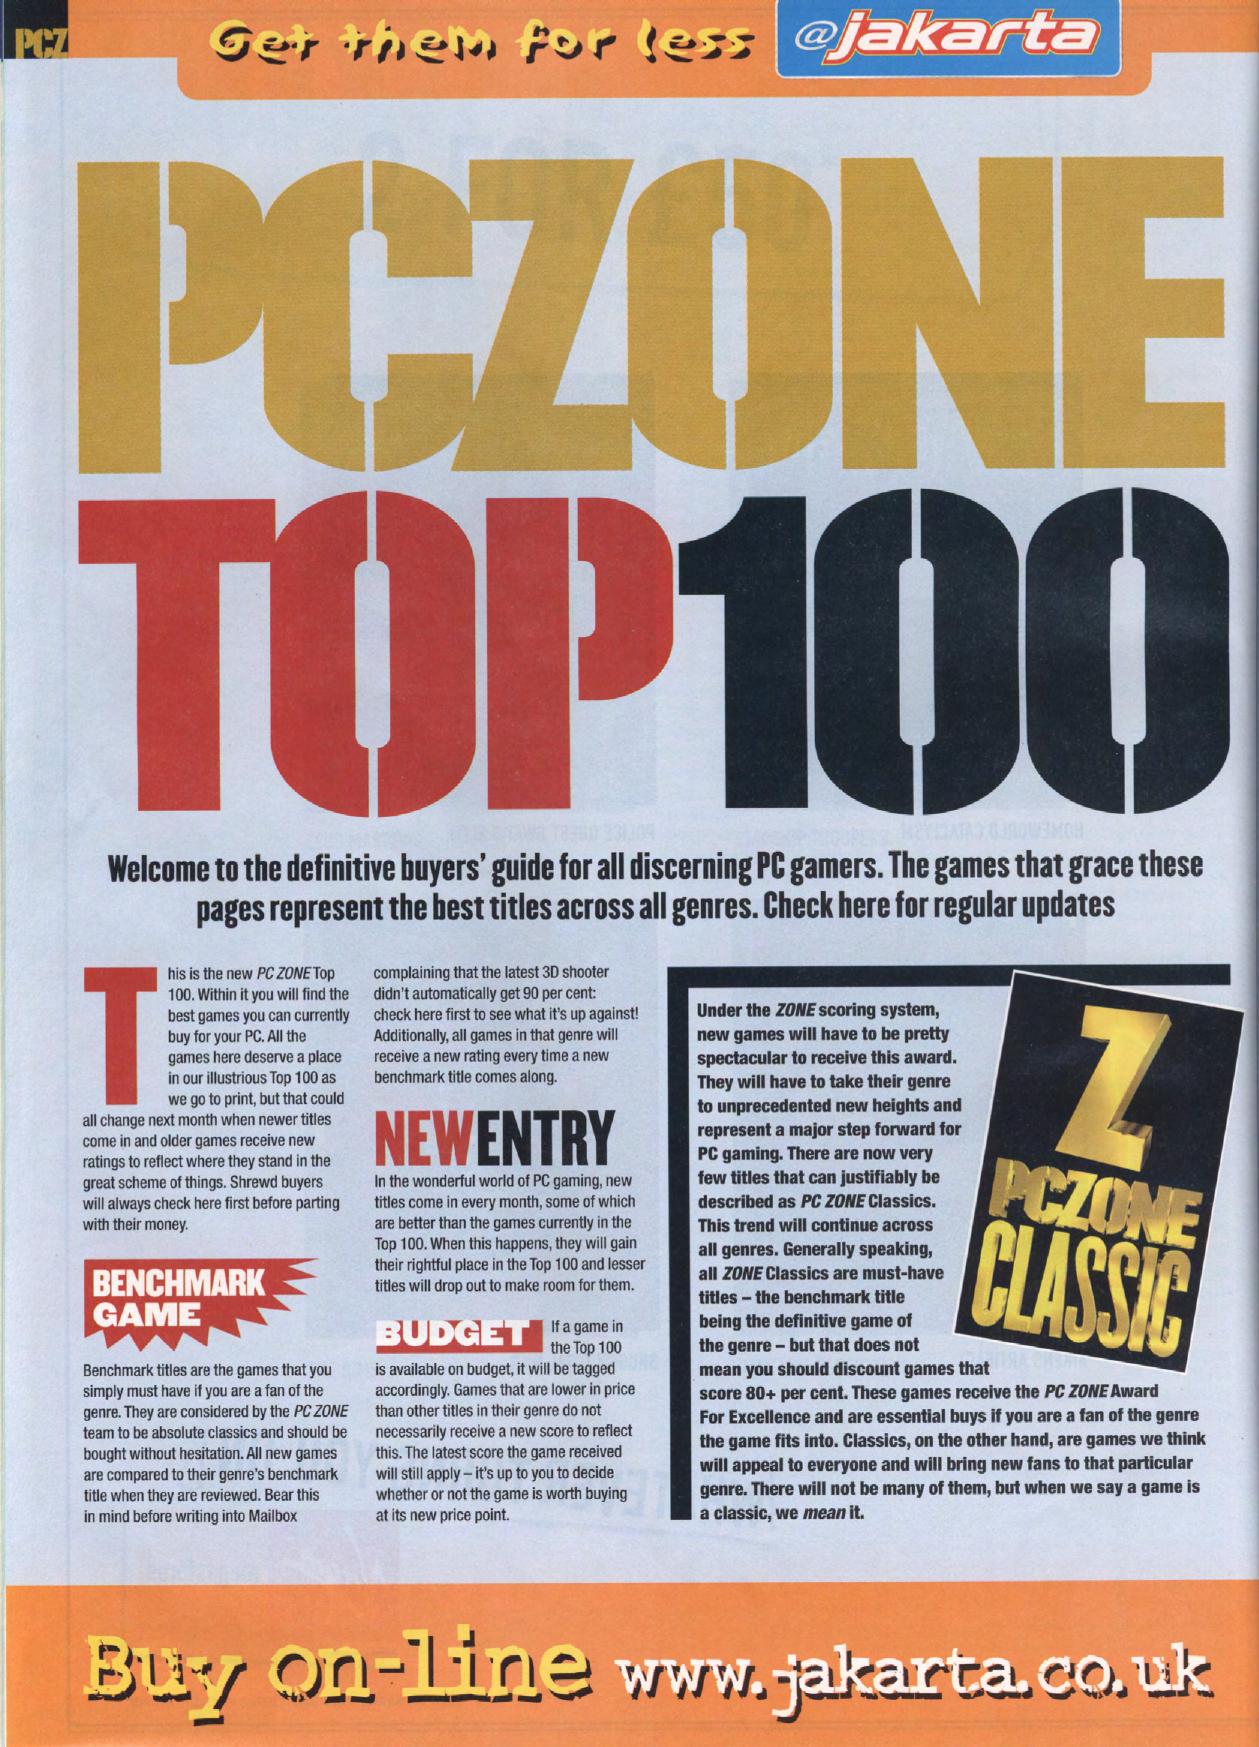 PCZ
Get them for less
@jakarta
PCZONE
TOP100
Welcome to the definitive buyers' guide for all discerning PC gamers. The games that grace these
pages represent the best titles across all genres. Check here for regular updates
This is the new PC ZONE Top
100. Within it you will find the
best games you can currently
buy for your PC. All the
games here deserve a place
in our illustrious Top 100 as
we go to print, but that could
all change next month when newer titles
come in and older games receive new
ratings to reflect where they stand in the
great scheme of things. Shrewd buyers
will always check here first before parting
with their money.
BENCHMARK
GAME
Benchmark titles are the games that you
simply must have if you are a fan of the
genre. They are considered by the PC ZONE
team to be absolute classics and should be
bought without hesitation. All new games
are compared to their genre's benchmark
title when they are reviewed. Bear this
in mind before writing into Mailbox
complaining that the latest 3D shooter
didn't automatically get 90 per cent:
check here first to see what it's up against!
Additionally, all games in that genre will
receive a new rating every time a new
benchmark title comes along.
NEWENTRY
In the wonderful world of PC gaming, new
titles come in every month, some of which
are better than the games currently in the
Top 100. When this happens, they will gain
their rightful place in the Top 100 and lesser
titles will drop out to make room for them.
BUDGET
If a game in
the Top 100
is available on budget, it will be tagged
accordingly. Games that are lower in price
than other titles in their genre do not
necessarily receive a new score to reflect
this. The latest score the game received
will still apply – it's up to you to decide
whether or not the game is worth buying
at its new price point.
Under the ZONE scoring system,
new games will have to be pretty
spectacular to receive this award.
They will have to take their genre
to unprecedented new heights and
represent a major step forward for
PC gaming. There are now very
few titles that can justifiably be
described as PC ZONE Classics.
This trend will continue across
all genres. Generally speaking,
all ZONE Classics are must-have
titles – the benchmark title
being the definitive game of
the genre – but that does not
mean you should discount games that
score 80+ per cent. These games receive the PC ZONE Award
For Excellence and are essential buys if you are a fan of the genre
the game fits into. Classics, on the other hand, are games we think
will appeal to everyone and will bring new fans to that particular
genre. There will not be many of them, but when we say a game is
a classic, we mean it.
Z
PCZONE
CLASSIC
Buy on-line www.jakarta.co.uk